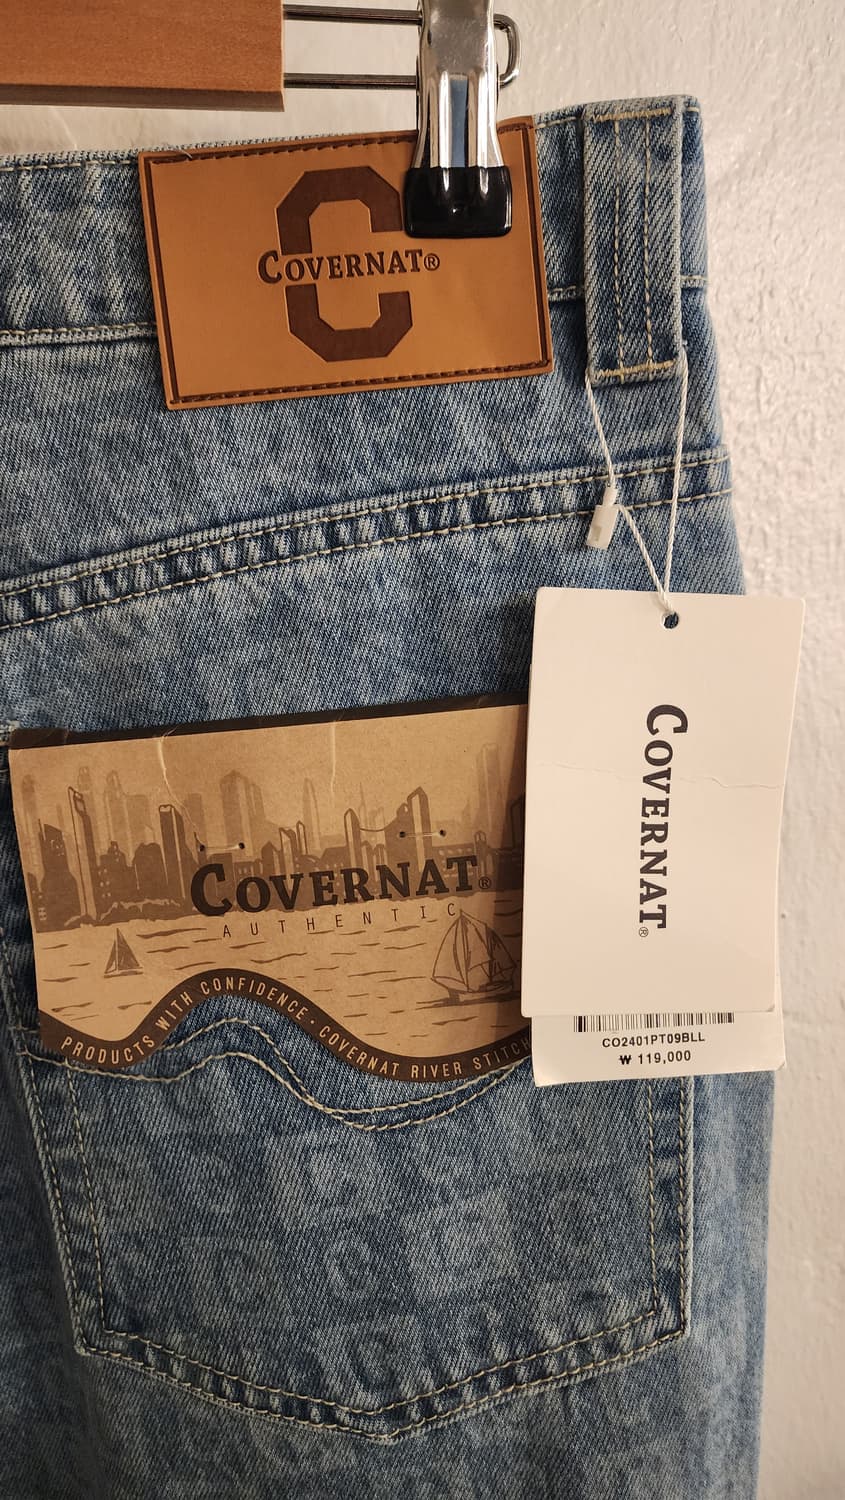 COVERNAT®
COVERNAT®
AUTHENTIC
PRODUCTS WITH CONFIDENCE · COVERNAT RIVER STITCH
COVERNAT®
CO2401PT09BLL
₩ 119,000